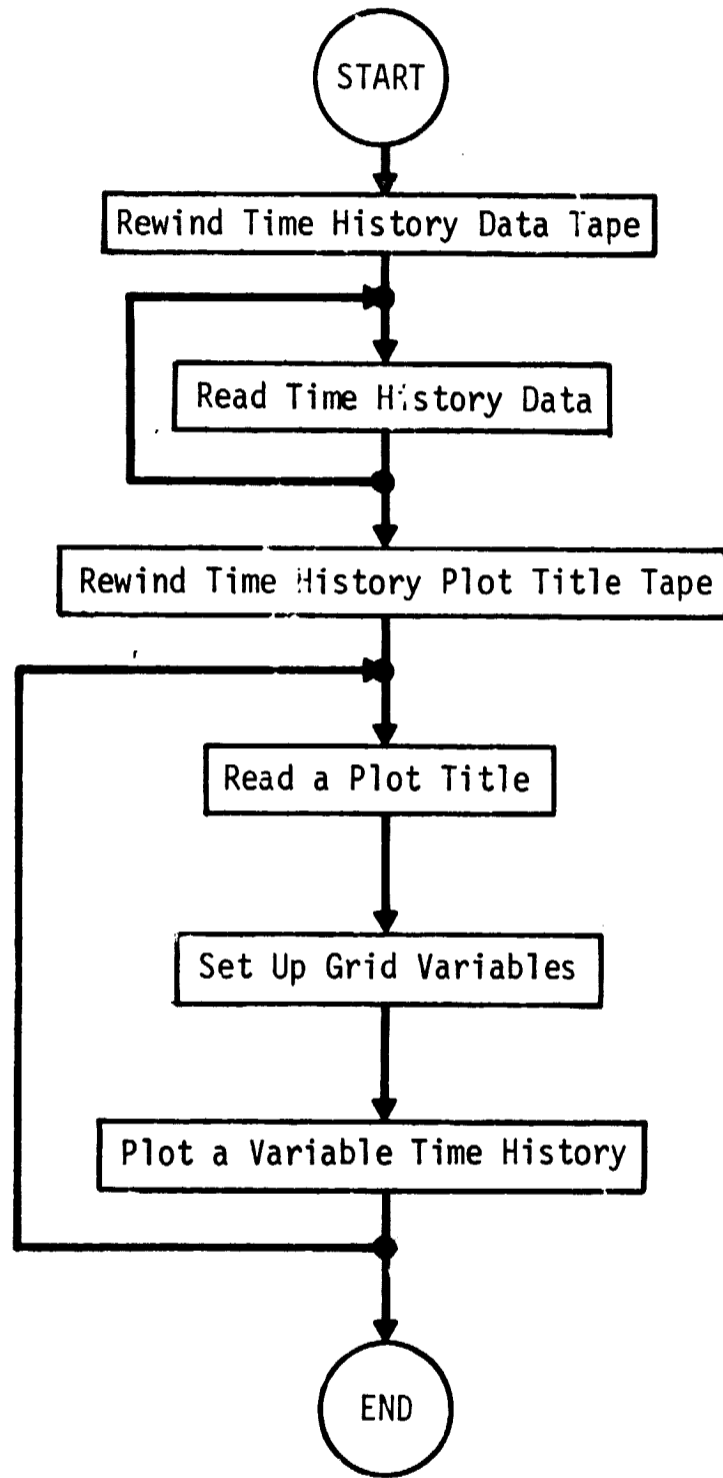 START
Rewind Time History Data Tape
Read Time History Data
Rewind Time History Plot Title Tape
Read a Plot Title
Set Up Grid Variables
Plot a Variable Time History
END